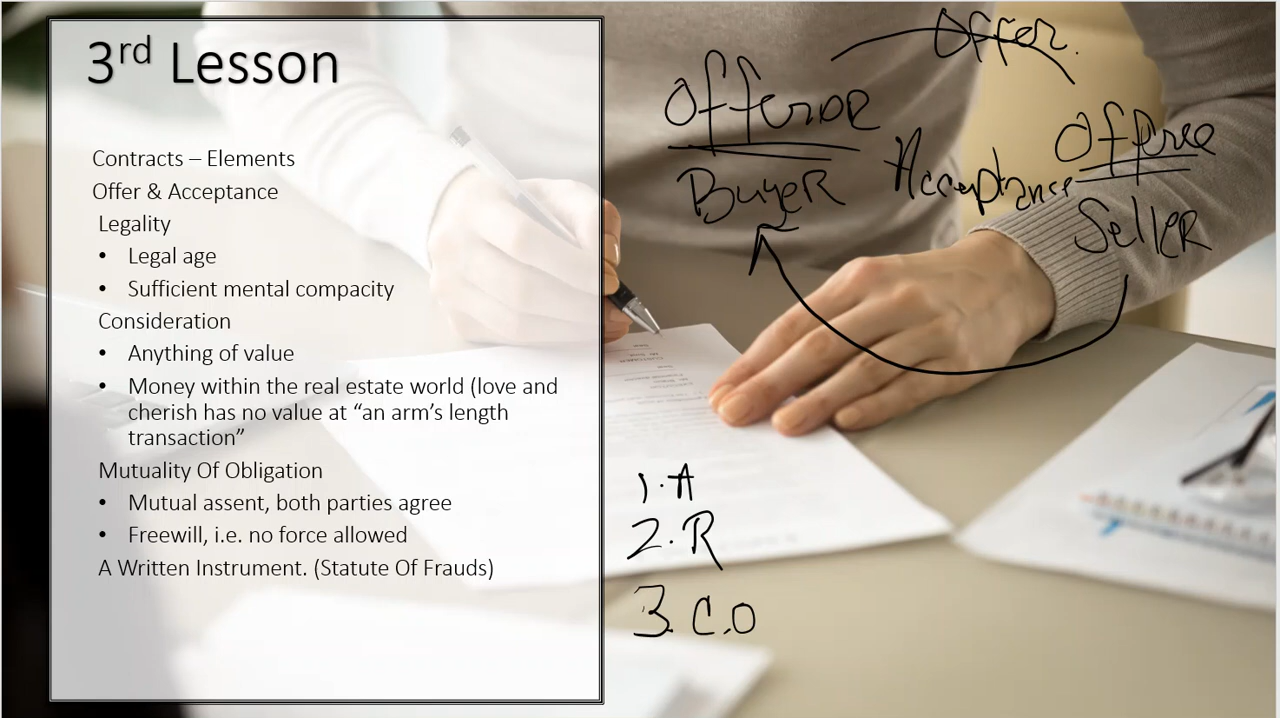 3rd Lesson
Contracts – Elements
Offer & Acceptance
Legality
• Legal age
• Sufficient mental compacity
Consideration
• Anything of value
• Money within the real estate world (love and
cherish has no value at “an arm’s length
transaction”
Mutuality Of Obligation
• Mutual assent, both parties agree
• Freewill, i.e. no force allowed
A Written Instrument. (Statute Of Frauds)
Offer.
Offeror
Offeree
Acceptance
Buyer
Seller
1. A
2. R
3. C.O